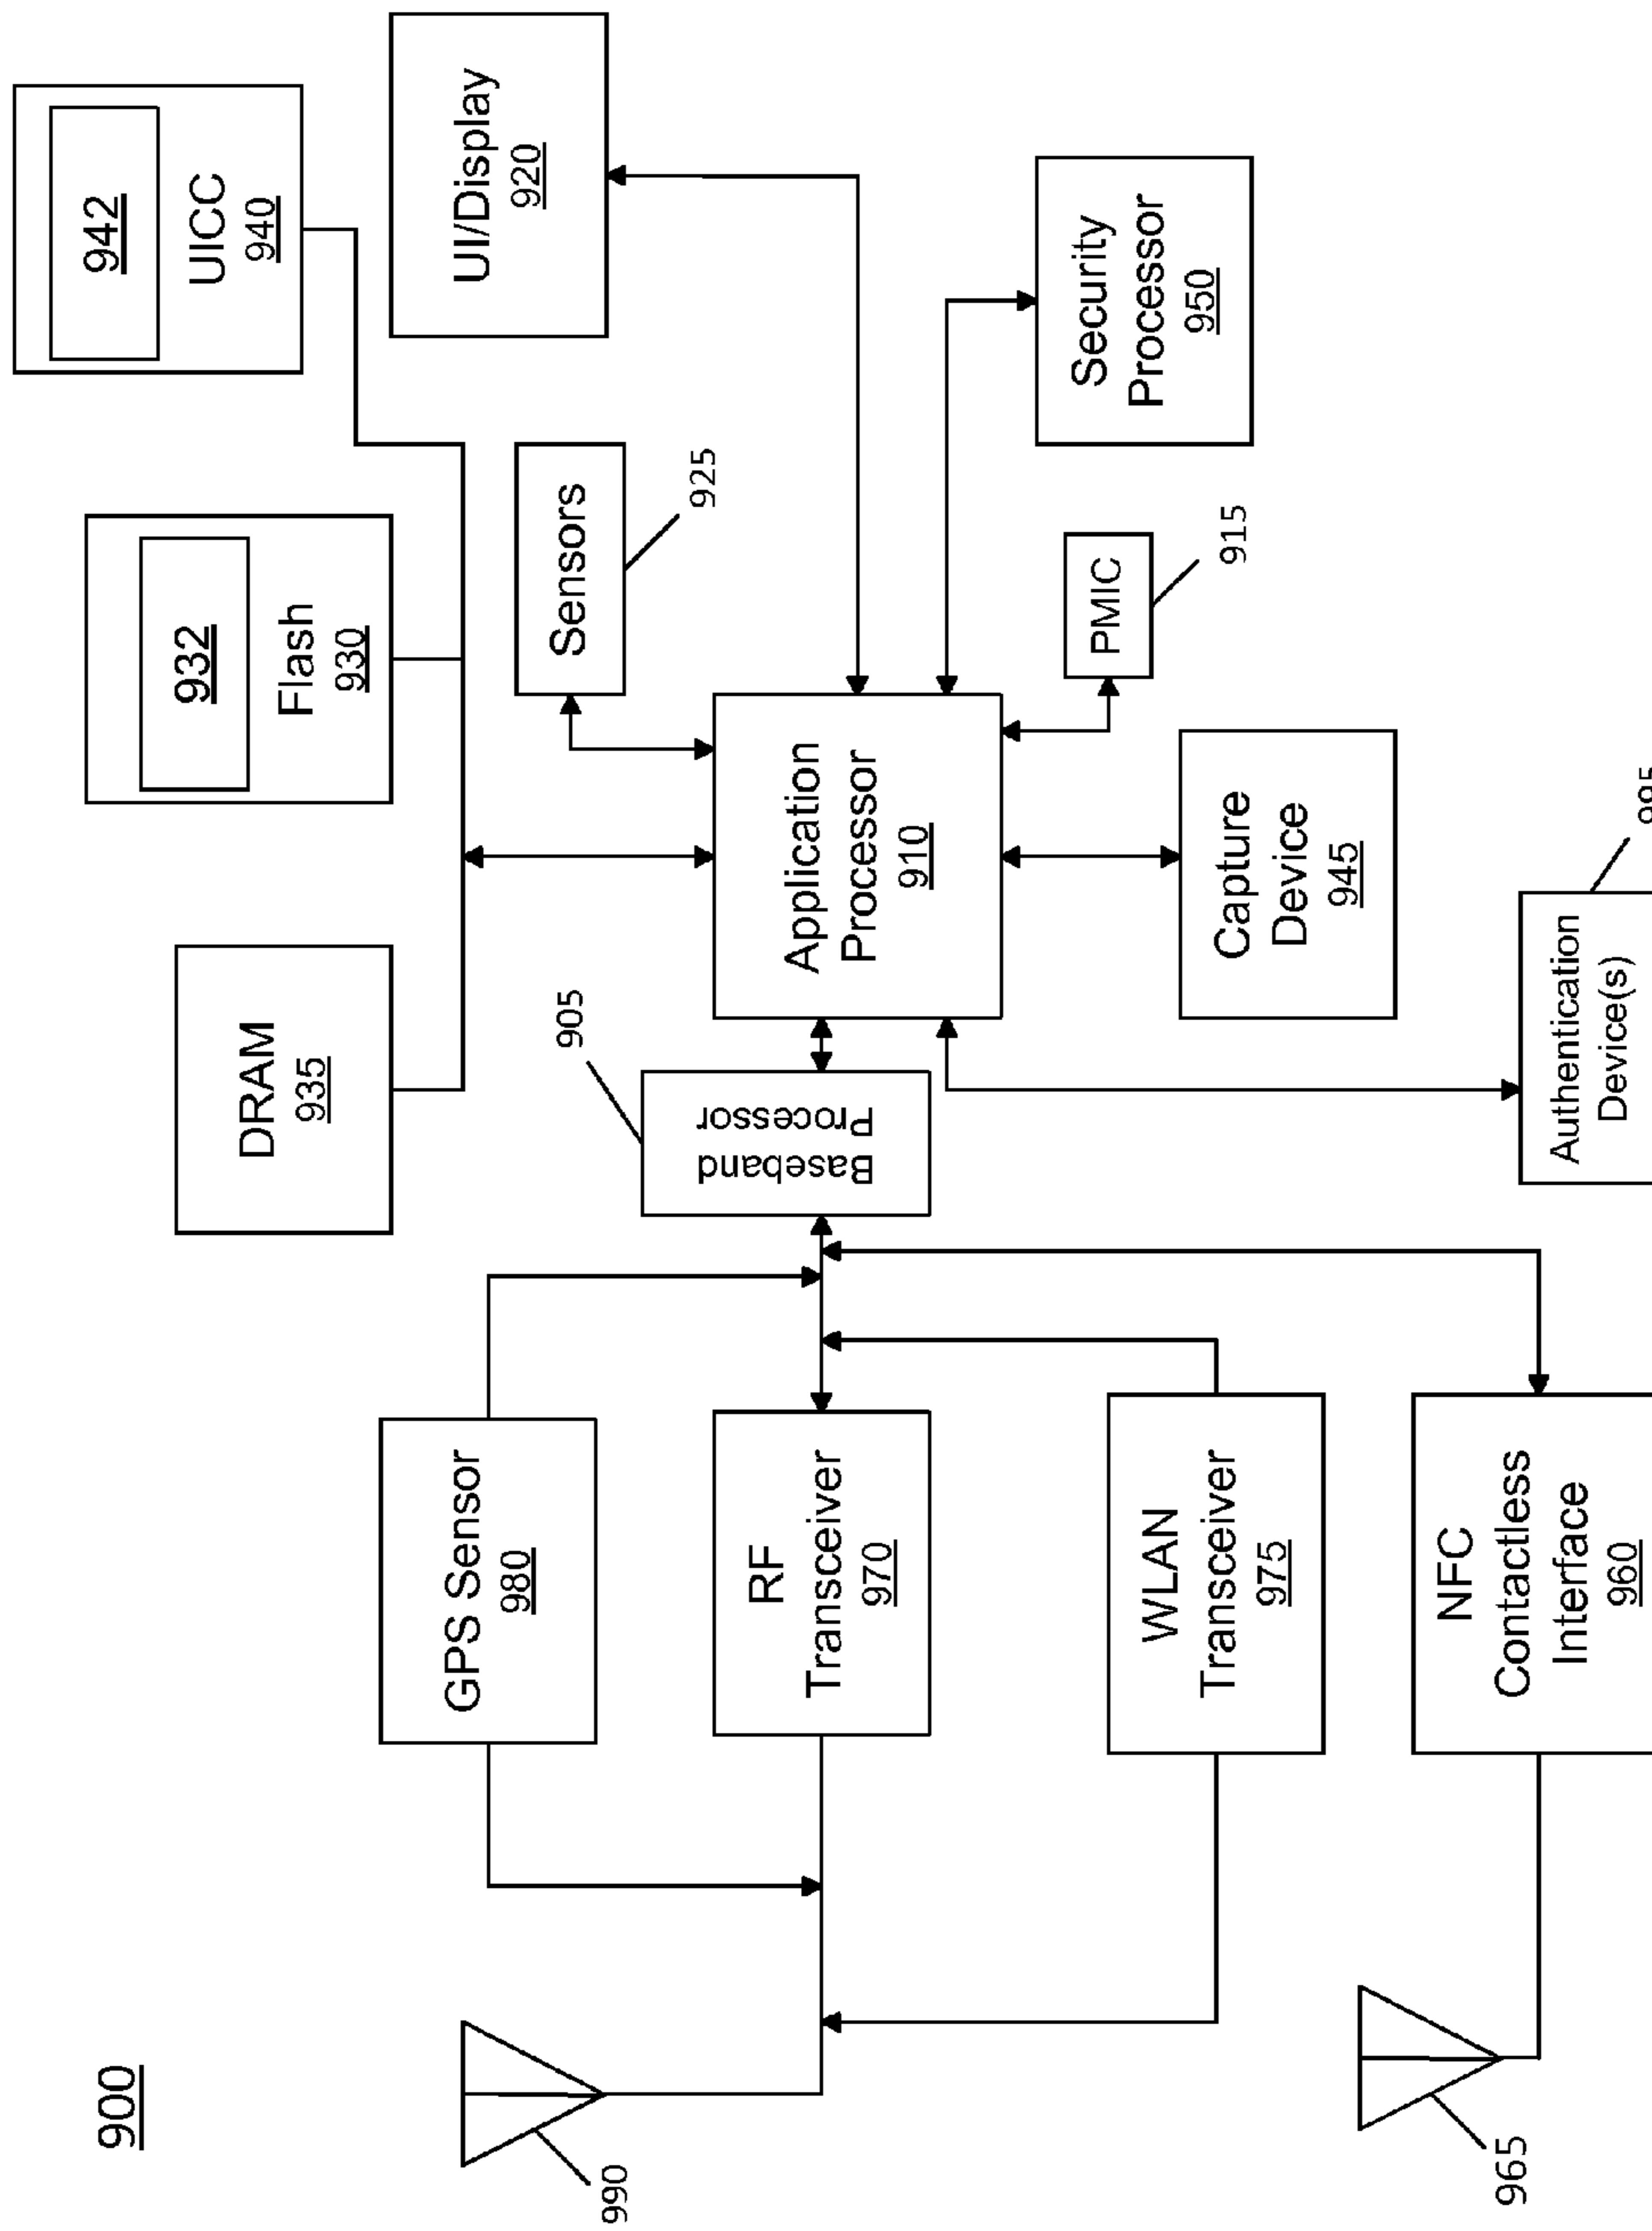 900
DRAM
935
932
Flash
930
942
UICC
940
UI/Display
920
990
GPS Sensor
980
905
Sensors
925
RF
Transceiver
970
Baseband
Processor
Application
Processor
910
Security
Processor
950
PMIC
915
WLAN
Transceiver
975
Capture
Device
945
965
NFC
Contactless
Interface
960
Authentication
Device(s)